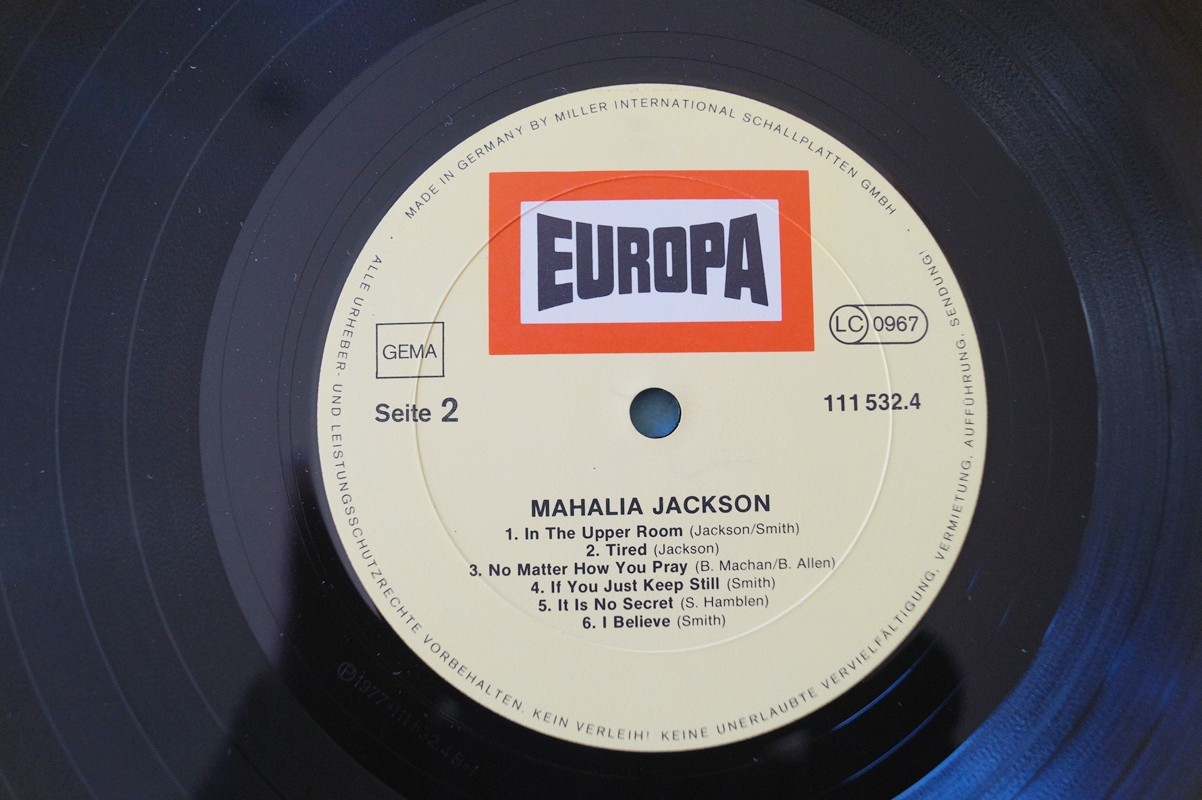 MADE IN GERMANY BY MILLER INTERNATIONAL SCHALLPLATTEN GMBH
EUROPA
GEMA
LC 0967
Seite 2
111 532.4
MAHALIA JACKSON
1. In The Upper Room (Jackson/Smith)
2. Tired (Jackson)
3. No Matter How You Pray (B. Machan/B. Allen)
4. If You Just Keep Still (Smith)
5. It Is No Secret (S. Hamblen)
6. I Believe (Smith)
ALLE URHEBER- UND LEISTUNGSSCHUTZRECHTE VORBEHALTEN. KEIN VERLEIH! KEINE UNERLAUBTE VERVIELFÄLTIGUNG, VERMIETUNG, AUFFÜHRUNG, SENDUNG!
℗1977